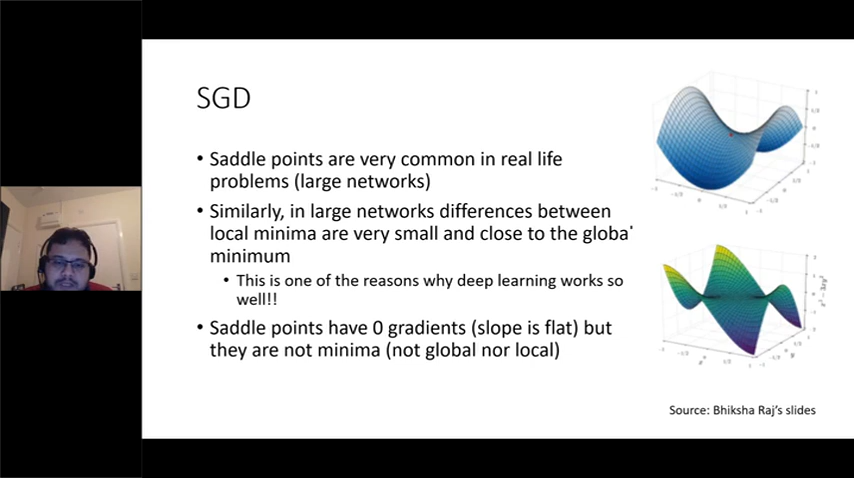 SGD
• Saddle points are very common in real life
problems (large networks)
• Similarly, in large networks differences between
local minima are very small and close to the globa'
minimum
• This is one of the reasons why deep learning works so
well!!
• Saddle points have 0 gradients (slope is flat) but
they are not minima (not global nor local)
Source: Bhiksha Raj's slides